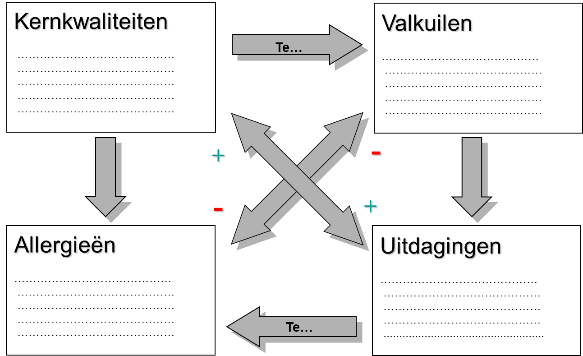 Kernkwaliteiten
Te...
Valkuilen
+
-
-
+
Allergieën
Te...
Uitdagingen